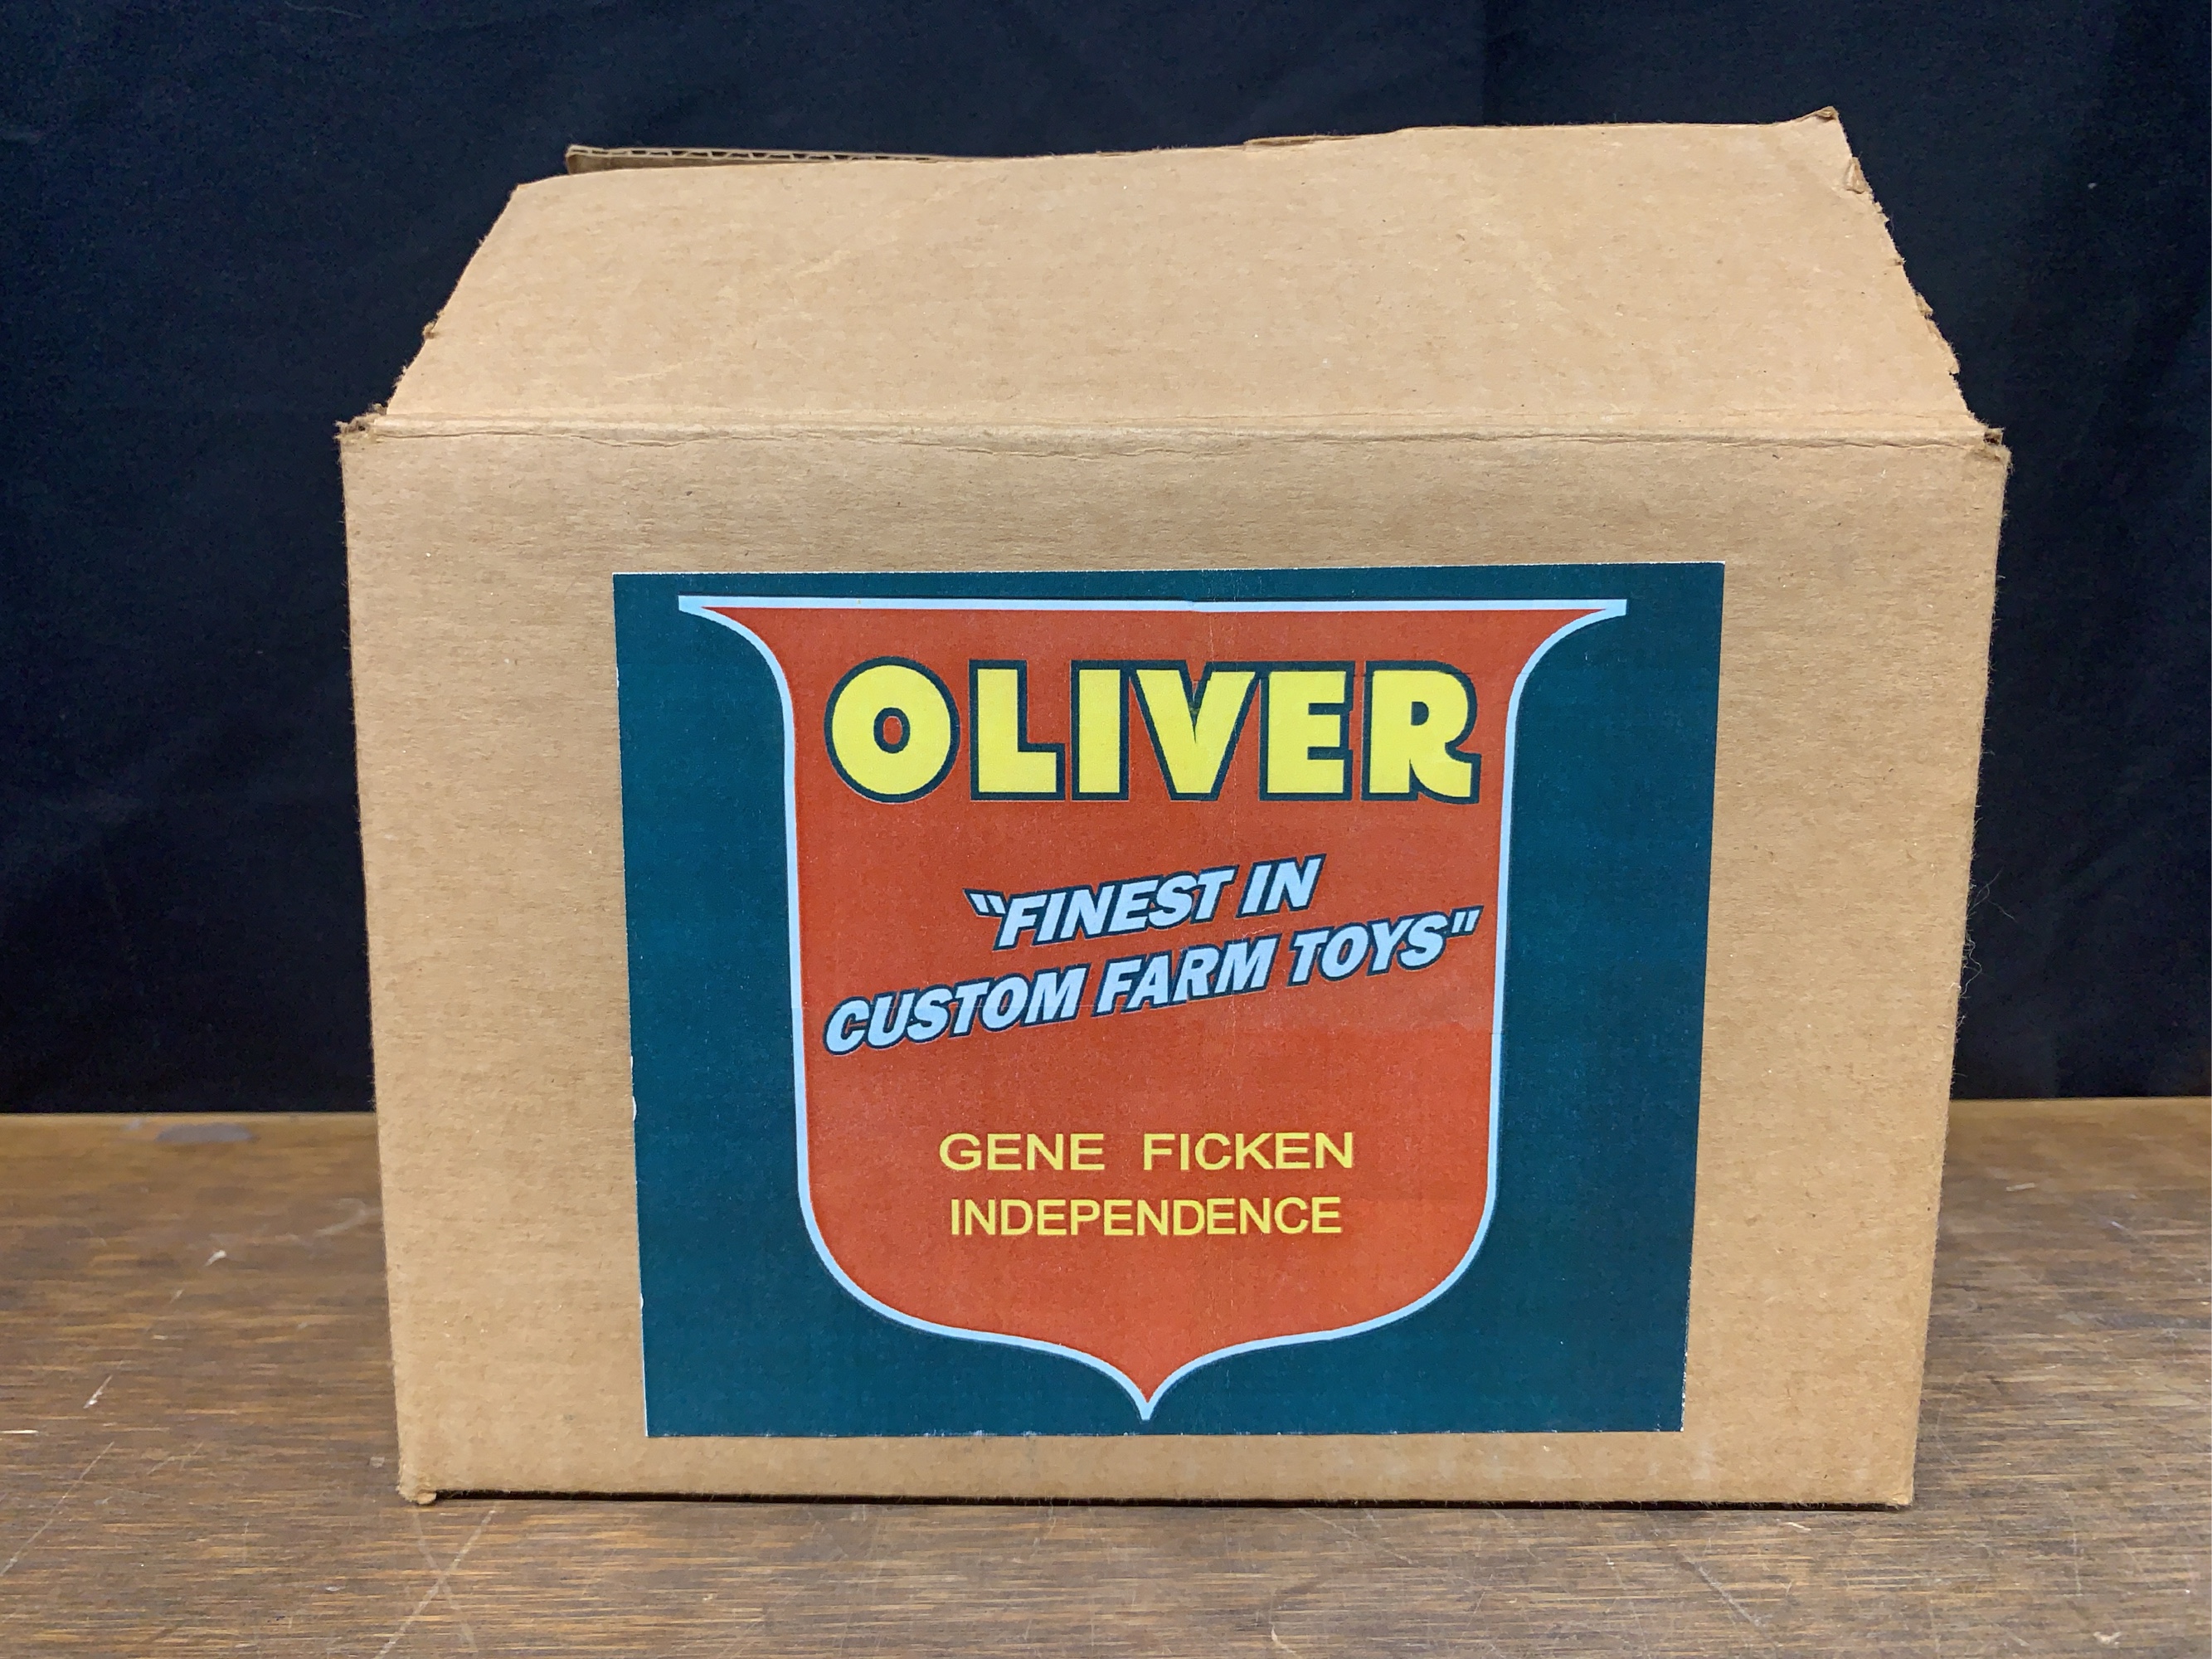 OLIVER
"FINEST IN
CUSTOM FARM TOYS"
GENE FICKEN
INDEPENDENCE